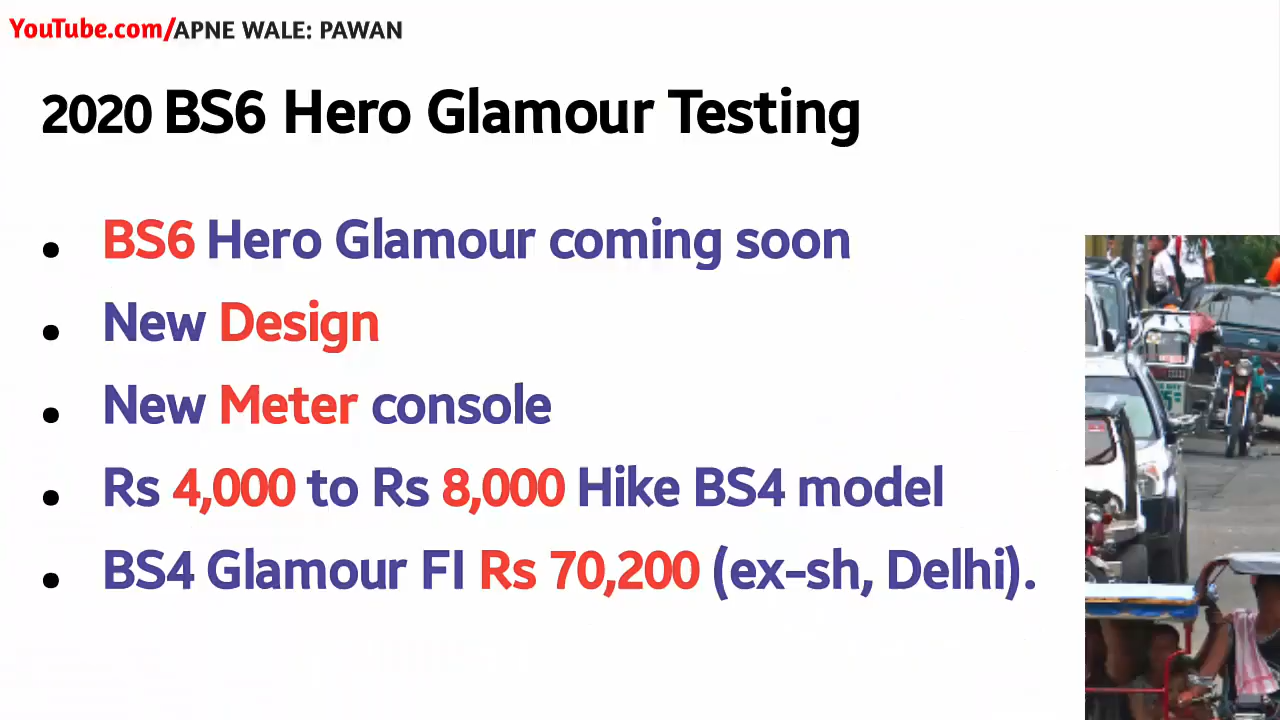 YouTube.com/APNE WALE: PAWAN
2020 BS6 Hero Glamour Testing
• BS6 Hero Glamour coming soon
• New Design
• New Meter console
• Rs 4,000 to Rs 8,000 Hike BS4 model
• BS4 Glamour FI Rs 70,200 (ex-sh, Delhi).